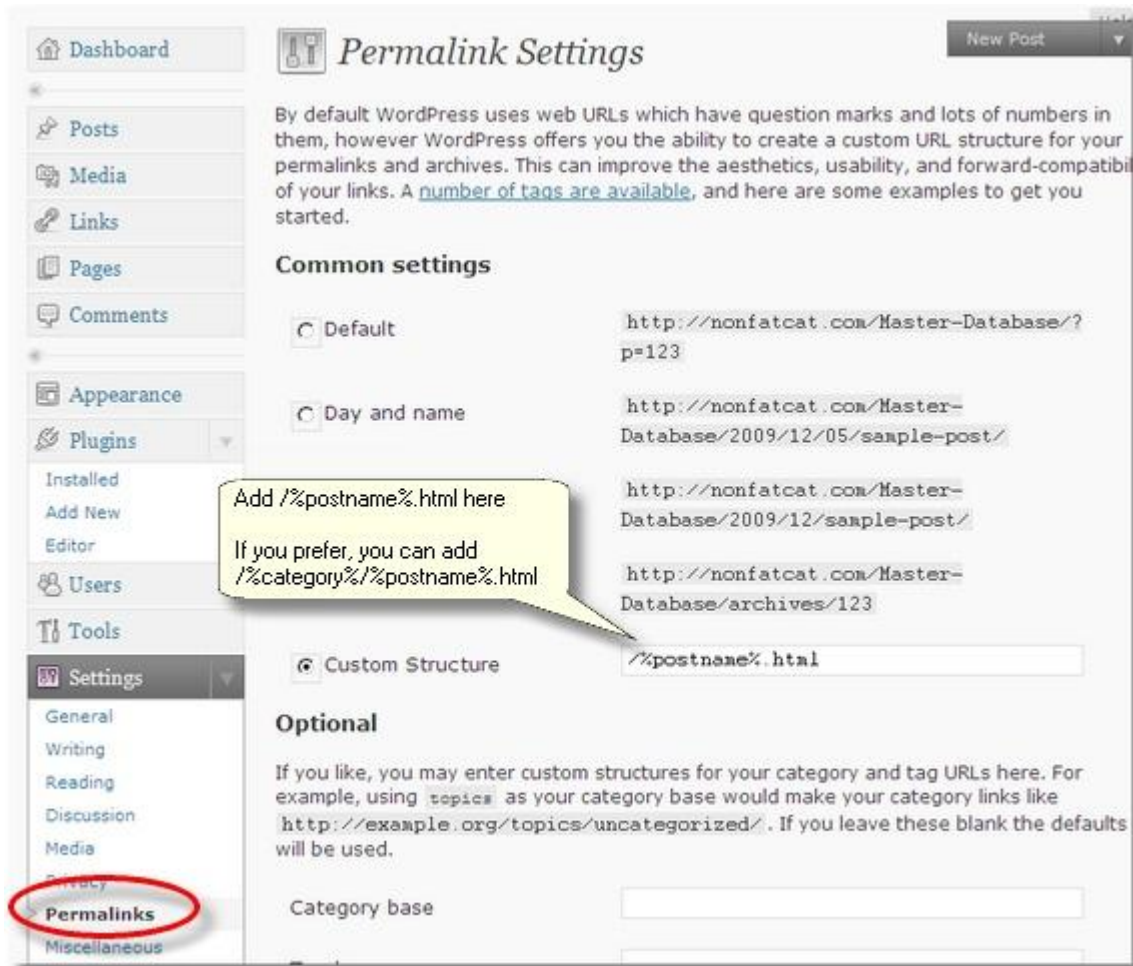 Dashboard
Posts
Media
Links
Pages
Comments
Appearance
Plugins
Installed
Add New
Editor
Users
Tools
Settings
General
Writing
Reading
Discussion
Media
Privacy
Permalinks
Miscellaneous
New Post
Permalink Settings
By default WordPress uses web URLs which have question marks and lots of numbers in
them, however WordPress offers you the ability to create a custom URL structure for your
permalinks and archives. This can improve the aesthetics, usability, and forward-compatibil
of your links. A number of tags are available, and here are some examples to get you
started.
Common settings
Default
http://nonfatcat.com/Master-Database/?
p=123
Day and name
http://nonfatcat.com/Master-
Database/2009/12/05/sample-post/
http://nonfatcat.com/Master-
Database/2009/12/sample-post/
http://nonfatcat.com/Master-
Database/archives/123
Add /%postname%.html here
If you prefer, you can add
/%category%/%postname%.html
Custom Structure
/%postname%.html
Optional
If you like, you may enter custom structures for your category and tag URLs here. For
example, using topics as your category base would make your category links like
http://example.org/topics/uncategorized/ . If you leave these blank the defaults
will be used.
Category base